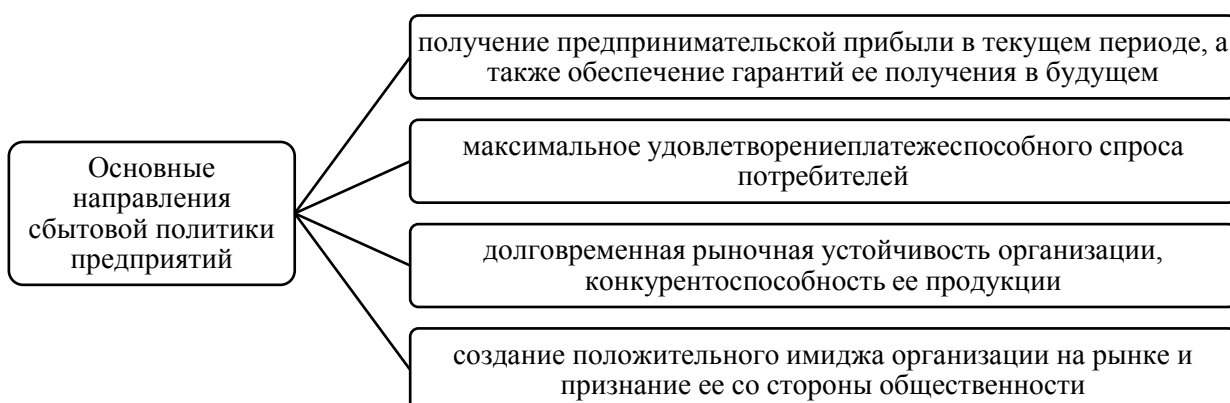 Основные
направления
сбытовой политики
предприятий
получение предпринимательской прибыли в текущем периоде, а
также обеспечение гарантий ее получения в будущем
максимальное удовлетворениеплатежеспособного спроса
потребителей
долговременная рыночная устойчивость организации,
конкурентоспособность ее продукции
создание положительного имиджа организации на рынке и
признание ее со стороны общественности